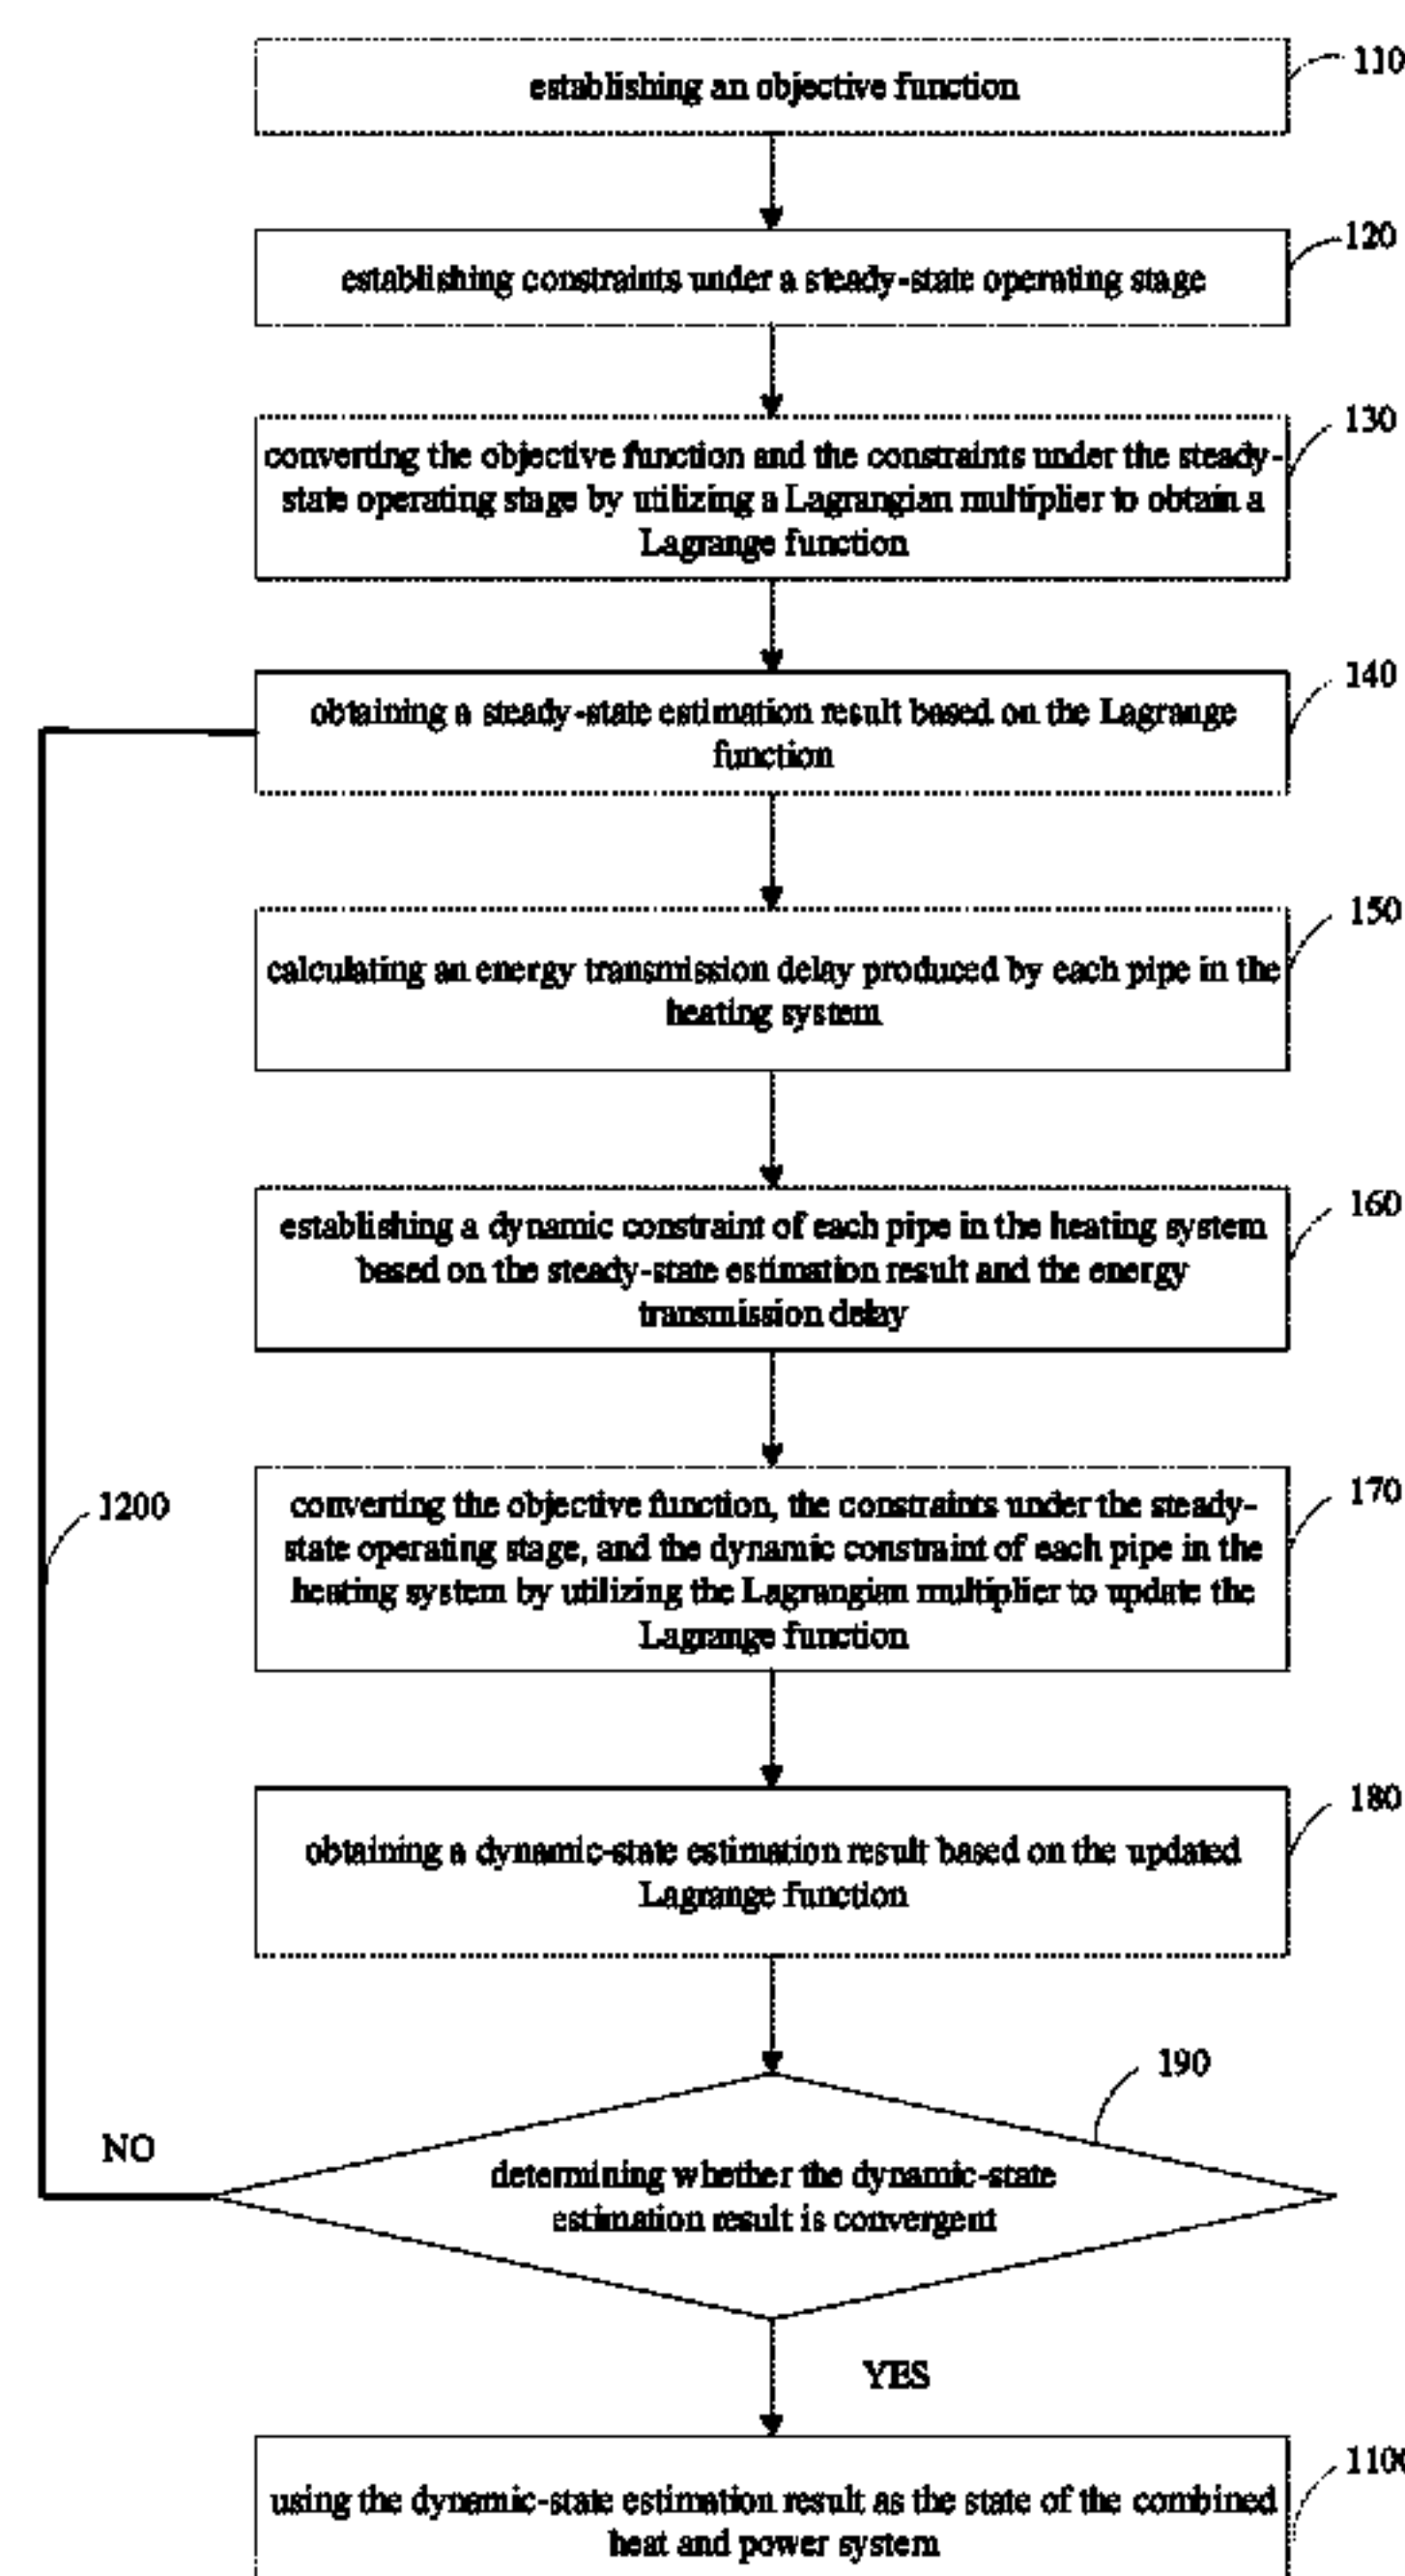 110
establishing an objective function
120
establishing constraints under a steady-state operating stage
130
converting the objective function and the constraints under the steady-
state operating stage by utilizing a Lagrangian multiplier to obtain a
Lagrange function
140
obtaining a steady-state estimation result based on the Lagrange
function
150
calculating an energy transmission delay produced by each pipe in the
heating system
160
establishing a dynamic constraint of each pipe in the heating system
based on the steady-state estimation result and the energy
transmission delay
170
1200
converting the objective function, the constraints under the steady-
state operating stage, and the dynamic constraint of each pipe in the
heating system by utilizing the Lagrangian multiplier to update the
Lagrange function
180
obtaining a dynamic-state estimation result based on the updated
Lagrange function
190
NO
determining whether the dynamic-state
estimation result is convergent
YES
1100
using the dynamic-state estimation result as the state of the combined
heat and power system